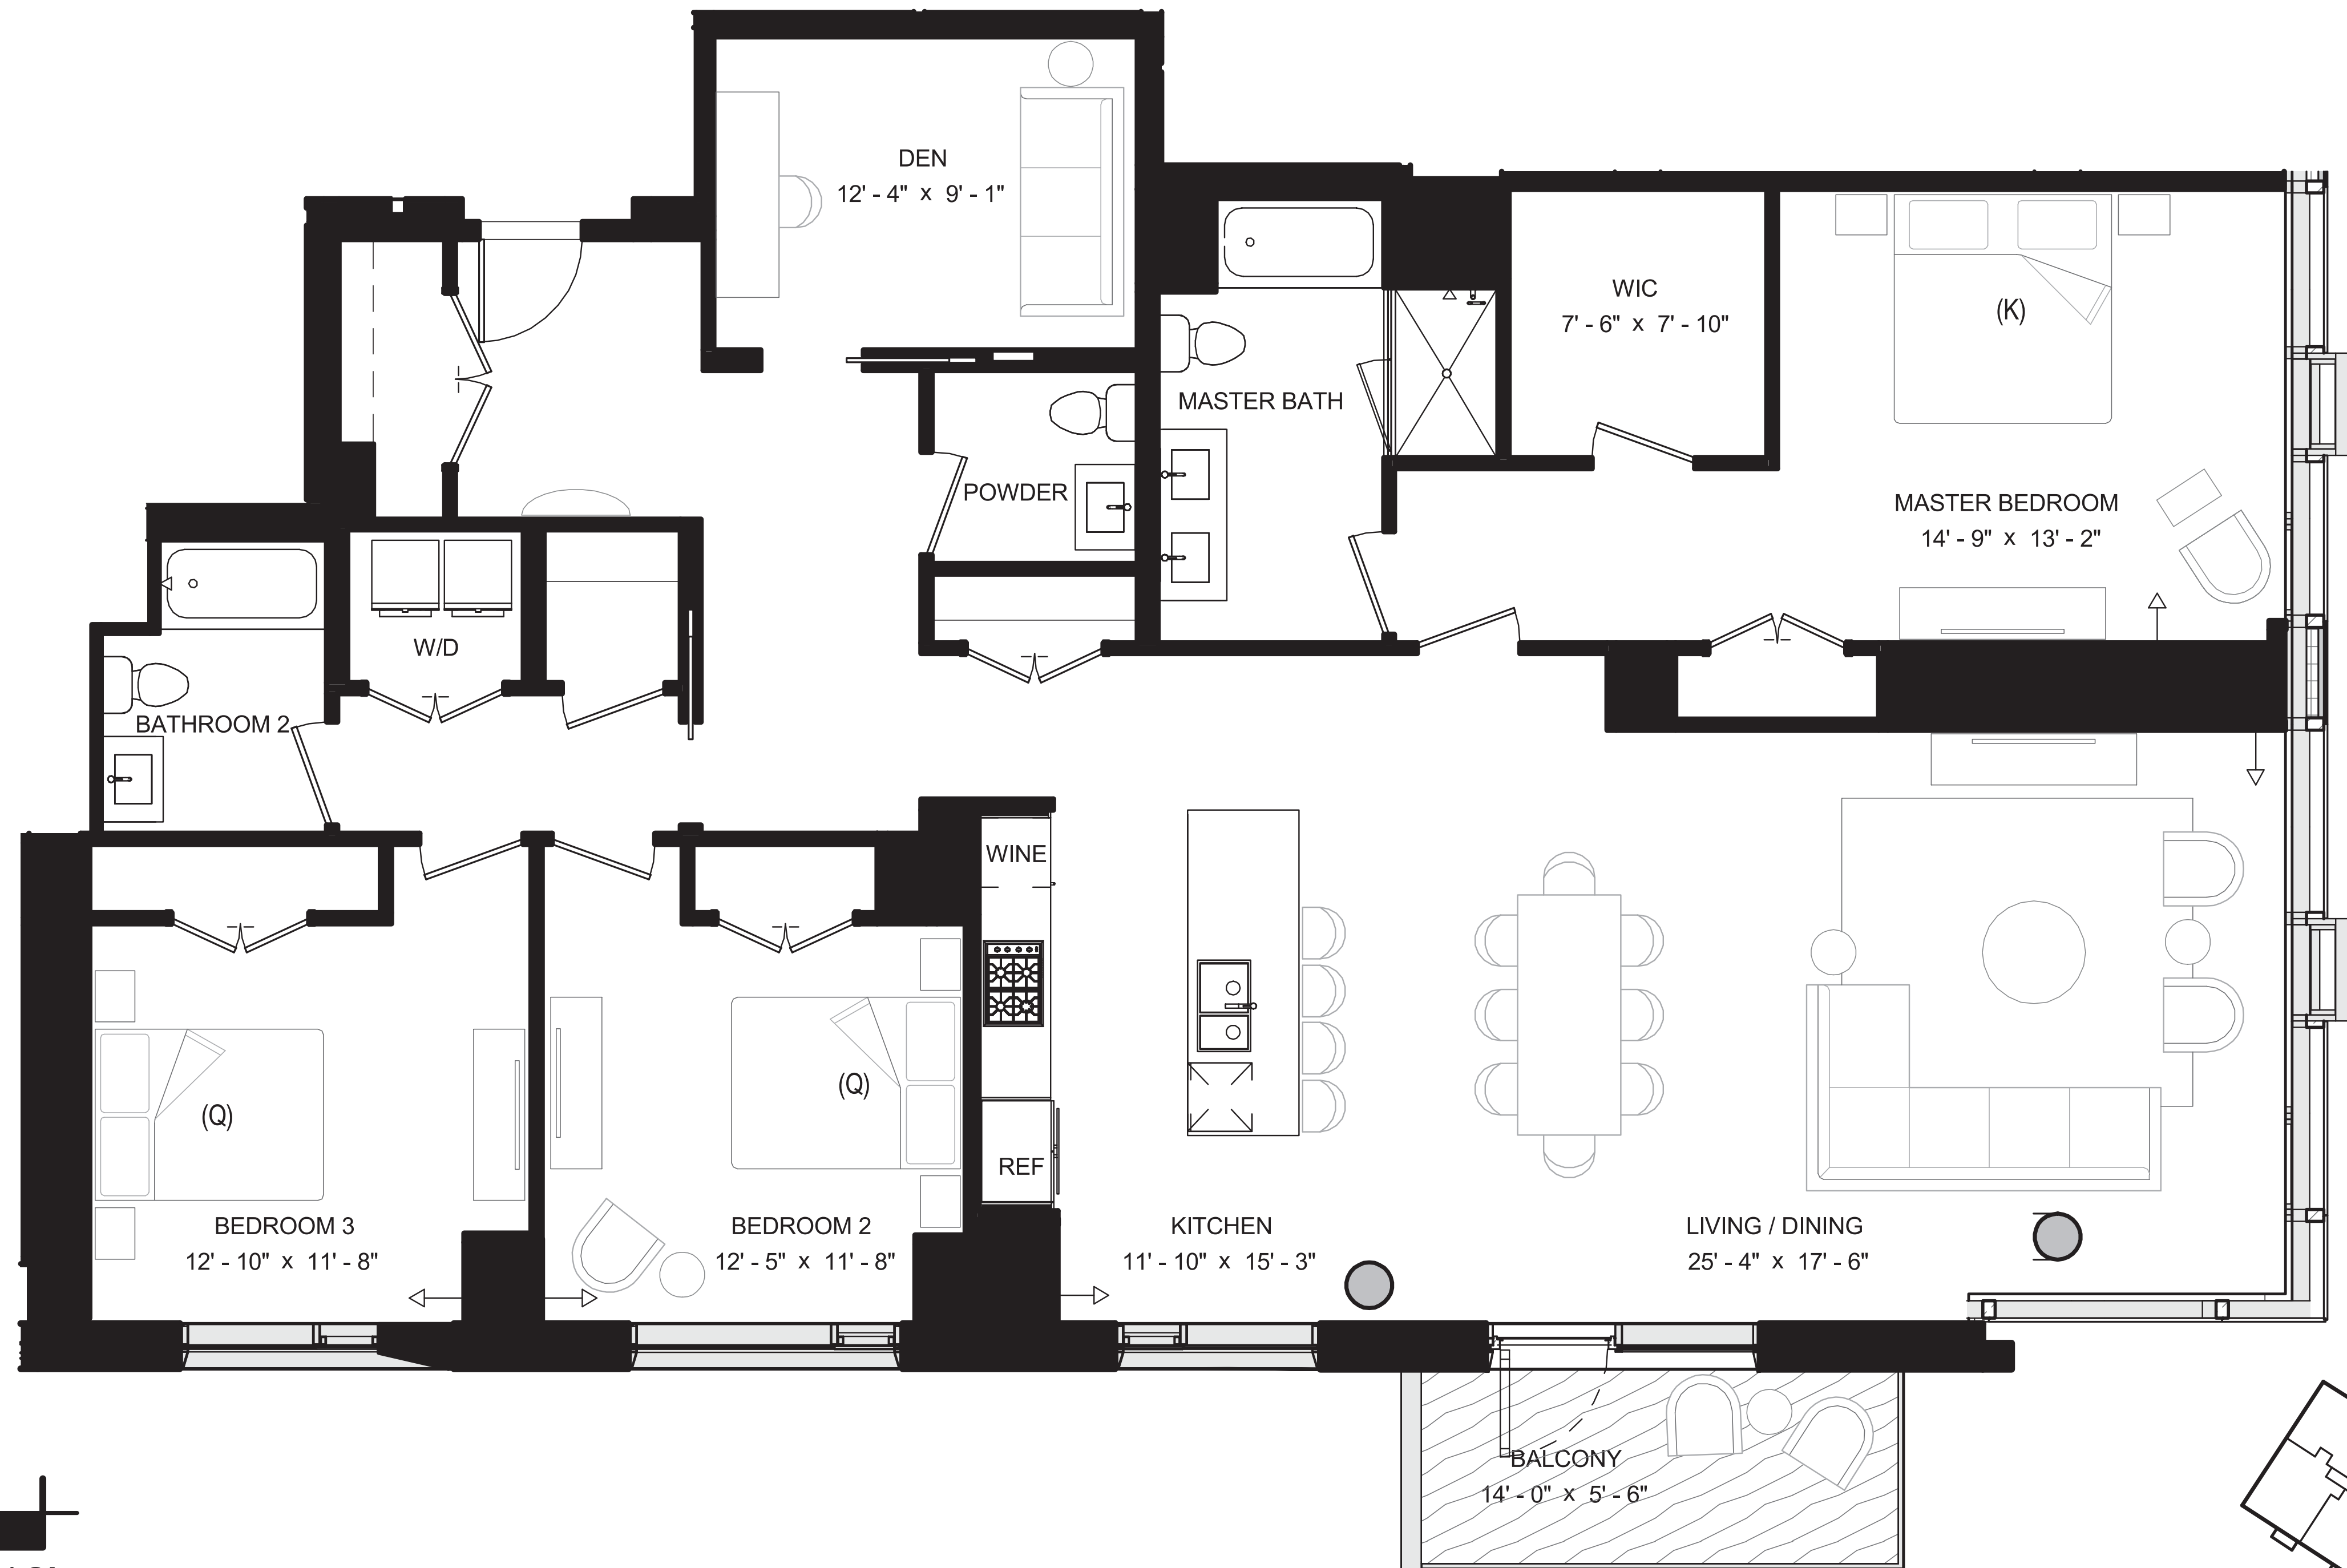 DEN
12' - 4" x 9' - 1"
WIC
7' - 6" x 7' - 10"
(K)
MASTER BATH
POWDER
MASTER BEDROOM
14' - 9" x 13' - 2"
W/D
BATHROOM 2
WINE
(Q)
(Q)
REF
BEDROOM 3
12' - 10" x 11' - 8"
BEDROOM 2
12' - 5" x 11' - 8"
KITCHEN
11' - 10" x 15' - 3"
LIVING / DINING
25' - 4" x 17' - 6"
BALCONY
14' - 0" x 5' - 6"